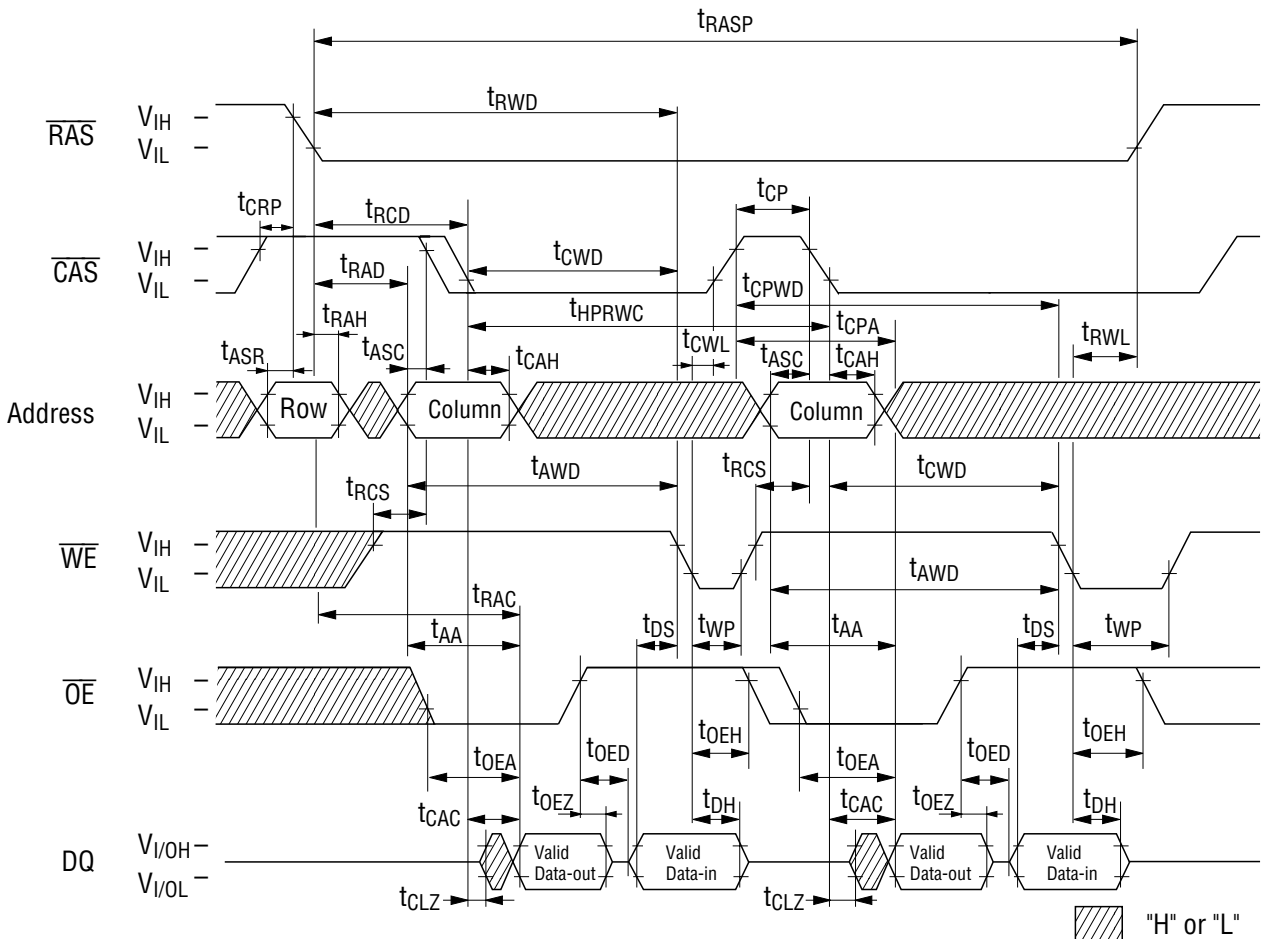 tRASP
tRWD
RAS
VIH
VIL
tCRP
tRCD
tCP
CAS
VIH
VIL
tRAD
tCWD
tCPWD
tHPRWC
tRAH
tCPA
tCWL
tRWL
tASR
tASC
tCAH
tASC
tCAH
Address
VIH
VIL
Row
Column
Column
tRCS
tAWD
tRCS
tCWD
WE
VIH
VIL
tAWD
tRAC
tAA
tDS
tWP
tAA
tDS
tWP
OE
VIH
VIL
tOEA
tOED
tOEH
tOEA
tOED
tOEH
tCAC
tOEZ
tDH
tCAC
tOEZ
tDH
DQ
VI/OH
VI/OL
Valid
Data-out
Valid
Data-in
Valid
Data-out
Valid
Data-in
tCLZ
tCLZ
"H" or "L"